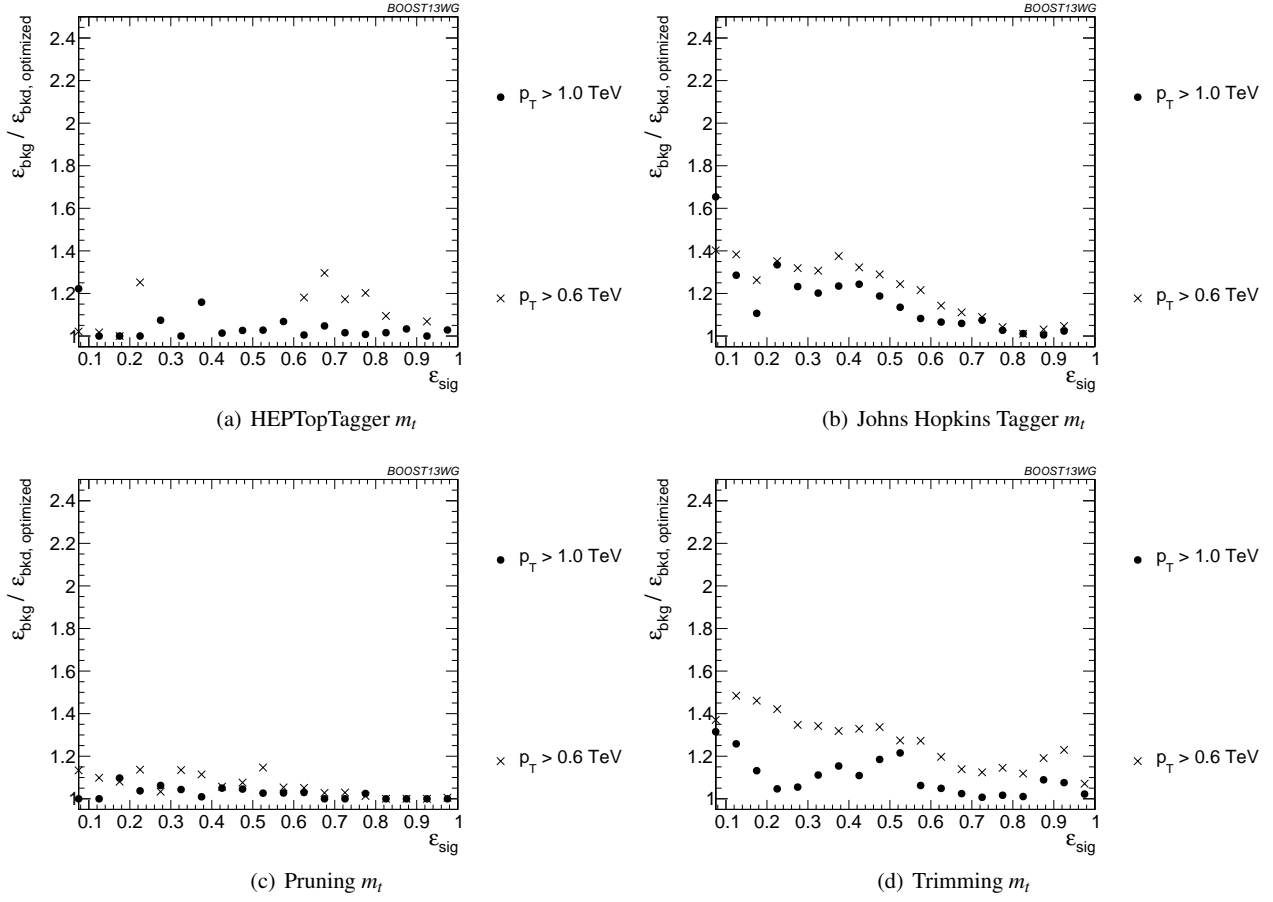 BOOST13WG
ε_bkg / ε_bkd, optimized
2.4
2.2
2
1.8
1.6
1.4
1.2
1
0.1 0.2 0.3 0.4 0.5 0.6 0.7 0.8 0.9 1
ε_sig
p_T > 1.0 TeV
p_T > 0.6 TeV
(a) HEPTopTagger m_t
BOOST13WG
ε_bkg / ε_bkd, optimized
2.4
2.2
2
1.8
1.6
1.4
1.2
1
0.1 0.2 0.3 0.4 0.5 0.6 0.7 0.8 0.9 1
ε_sig
p_T > 1.0 TeV
p_T > 0.6 TeV
(b) Johns Hopkins Tagger m_t
BOOST13WG
ε_bkg / ε_bkd, optimized
2.4
2.2
2
1.8
1.6
1.4
1.2
1
0.1 0.2 0.3 0.4 0.5 0.6 0.7 0.8 0.9 1
ε_sig
p_T > 1.0 TeV
p_T > 0.6 TeV
(c) Pruning m_t
BOOST13WG
ε_bkg / ε_bkd, optimized
2.4
2.2
2
1.8
1.6
1.4
1.2
1
0.1 0.2 0.3 0.4 0.5 0.6 0.7 0.8 0.9 1
ε_sig
p_T > 1.0 TeV
p_T > 0.6 TeV
(d) Trimming m_t